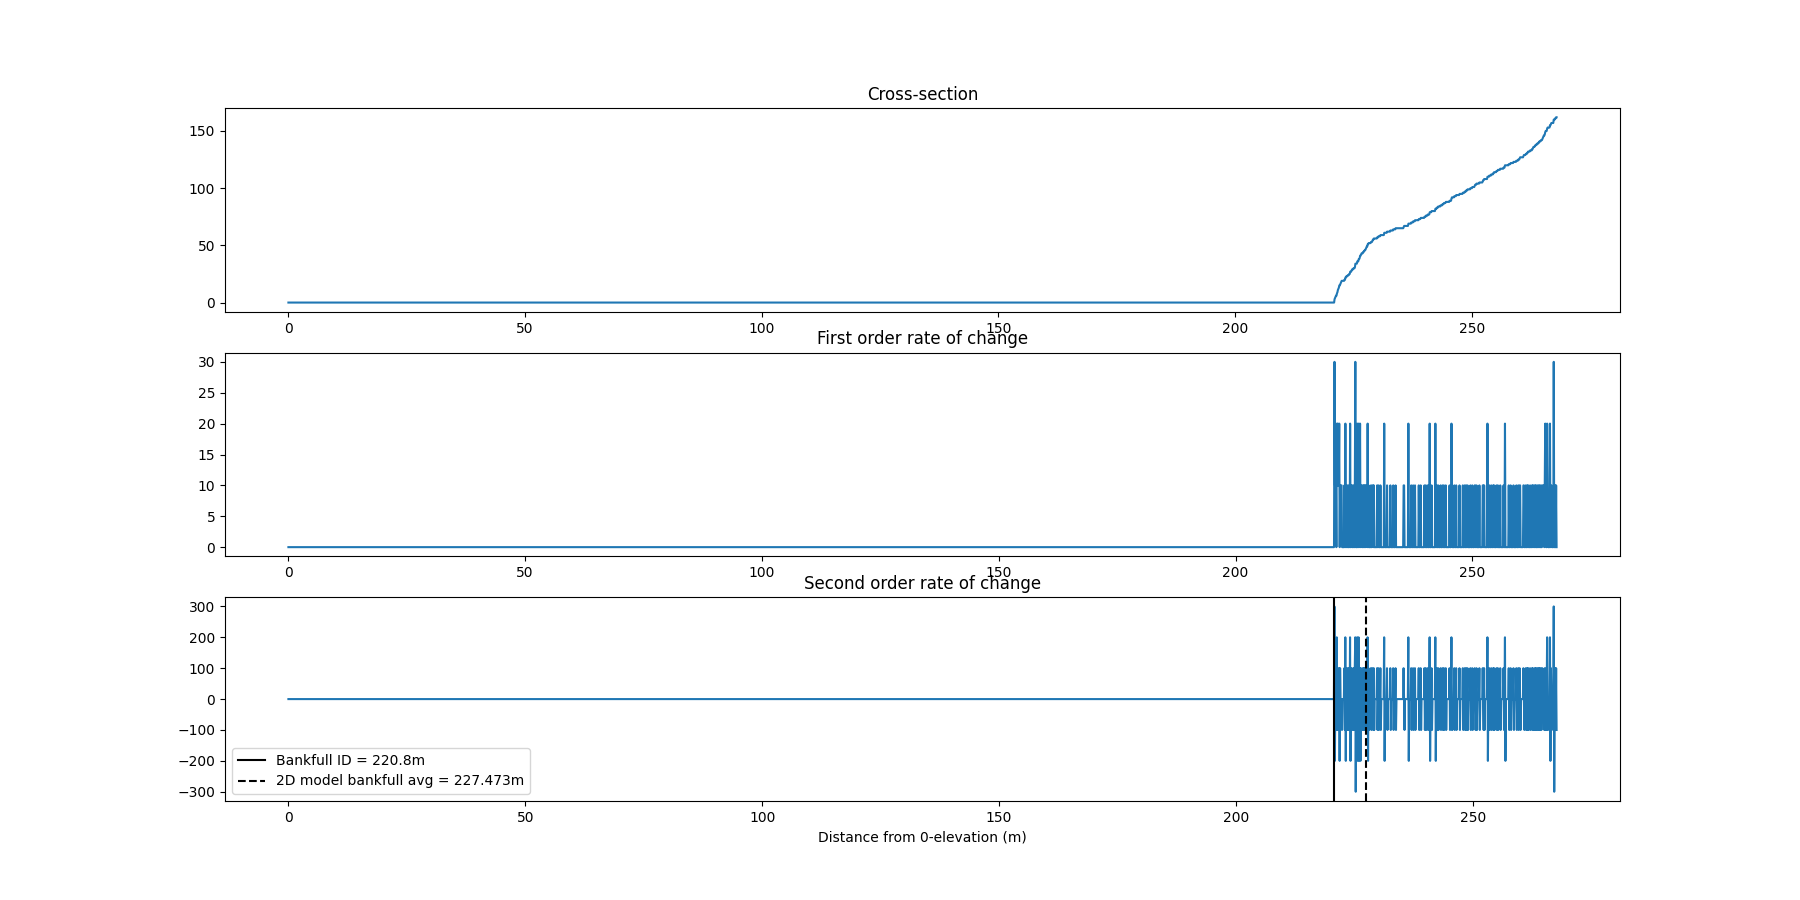 Cross-section
150
100
50
0
0 50 100 150 200 250
First order rate of change
30
25
20
15
10
5
0
0 50 100 150 200 250
Second order rate of change
300
200
100
0
−100
−200
−300
Bankfull ID = 220.8m
2D model bankfull avg = 227.473m
0 50 100 150 200 250
Distance from 0-elevation (m)